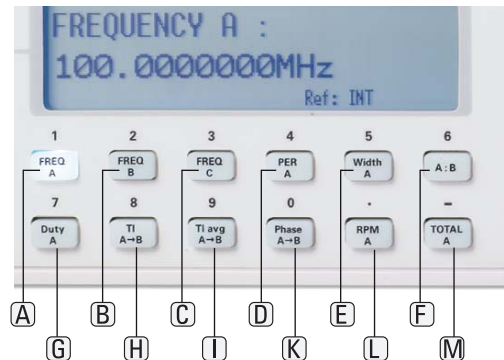 FREQUENCY A :
100.0000000MHz
Ref: INT
1 2 3 4 5 6
FREQ A FREQ B FREQ C PER A Width A A:B
7 8 9 0 . –
Duty A TI A→B TI avg A→B Phase A→B RPM A TOTAL A
A B C D E F
G H I K L M